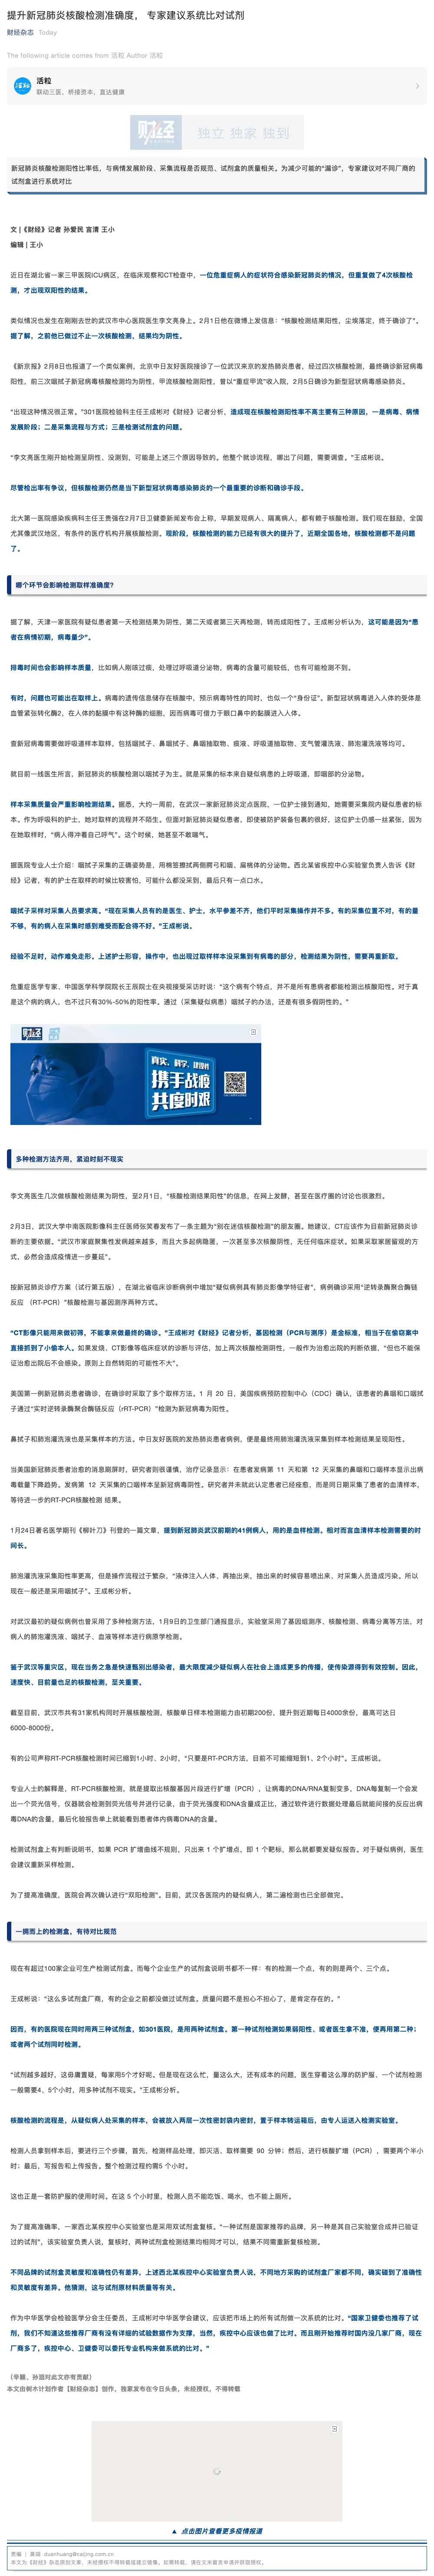 提升新冠肺炎核酸检测准确度， 专家建议系统比对试剂
财经杂志 Today
The following article comes from 活粒 Author 活粒
活粒
联动三医，桥接资本，直达健康
财经 独立 独家 独到
新冠肺炎核酸检测阳性比率低，与病情发展阶段、采集流程是否规范、试剂盒的质量相关。为减少可能的“漏诊”，专家建议对不同厂商的
试剂盒进行系统对比
文 |《财经》记者 孙爱民 言清 王小
编辑 | 王小
近日在湖北省一家三甲医院ICU病区，在临床观察和CT检查中，一位危重症病人的症状符合感染新冠肺炎的情况，但重复做了4次核酸检
测，才出现双阳性的结果。
类似情况也发生在刚刚去世的武汉市中心医院医生李文亮身上。2月1日他在微博上发信息：“核酸检测结果阳性，尘埃落定，终于确诊了”。
据了解，之前他已做过不止一次核酸检测，结果均为阴性。
《新京报》2月8日也报道了一个类似案例，北京中日友好医院接诊了一位武汉来京的发热肺炎患者，经过四次核酸检测，最终确诊新冠病毒
阳性，前三次咽拭子新冠病毒核酸检测均为阴性，甲流核酸检测阳性，曾以“重症甲流”收入院，2月5日确诊为新型冠状病毒感染肺炎。
“出现这种情况很正常。”301医院检验科主任王成彬对《财经》记者分析，造成现在核酸检测阳性率不高主要有三种原因，一是病毒、病情
发展阶段；二是采集流程与方式；三是检测试剂盒的问题。
“李文亮医生刚开始检测呈阴性、没测到，可能是上述三个原因导致的。他整个就诊流程，哪出了问题，需要调查。”王成彬说。
尽管检出率有争议，但核酸检测仍然是当下新型冠状病毒感染肺炎的一个最重要的诊断和确诊手段。
北大第一医院感染疾病科主任王贵强在2月7日卫健委新闻发布会上称，早期发现病人、隔离病人，都有赖于核酸检测。我们现在鼓励，全国
尤其像武汉地区，有条件的医疗机构开展核酸检测。现阶段，核酸检测的能力已经有很大的提升了，近期全国各地，核酸检测都不是问题
了。
哪个环节会影响检测取样准确度？
据了解，天津一家医院有疑似患者第一天检测结果为阴性，第二天或者第三天再检测，转而成阳性了。王成彬分析认为，这可能是因为“患
者在病情初期，病毒量少”。
排毒时间也会影响样本质量，比如病人刚咳过痰、处理过呼吸道分泌物，病毒的含量可能较低，也有可能检测不到。
有时，问题也可能出在取样上。病毒的遗传信息储存在核酸中，预示病毒特性的同时，也似一个“身份证”。新型冠状病毒进入人体的受体是
血管紧张转化酶2，在人体的黏膜中有这种酶的细胞，因而病毒可借力于眼口鼻中的黏膜进入人体。
查新冠病毒需要做呼吸道样本取样，包括咽拭子、鼻咽拭子、鼻咽抽取物、痰液、呼吸道抽取物、支气管灌洗液、肺泡灌洗液等均可。
就目前一线医生所言，新冠肺炎的核酸检测以咽拭子为主。就是采集的标本来自疑似病患的上呼吸道，即咽部的分泌物。
样本采集质量会严重影响检测结果。据悉，大约一周前，在武汉一家新冠肺炎定点医院，一位护士接到通知，她需要采集院内疑似患者的标
本。作为呼吸科的护士，她对取样的流程并不陌生。但面对新冠肺炎疑似患者，即使被防护装备包裹的很好，这位护士仍感一丝紧张，因为
在她取样时，“病人得冲着自己呼气”。这个时候，她甚至不敢喘气。
据医院专业人士介绍：咽拭子采集的正确姿势是，用棉签擦拭两侧腭弓和咽、扁桃体的分泌物。西北某省疾控中心实验室负责人告诉《财
经》记者，有的护士在取样的时候比较害怕，可能什么都没采到，最后只有一点口水。
咽拭子采样对采集人员要求高。“现在采集人员有的是医生、护士，水平参差不齐，他们平时采集操作并不多。有的采集位置不对，有的量
不够，有的病人在采集时感到难受而配合得不好。”王成彬说。
经验不足时，动作难免走形。上述护士形容，操作中，也出现过取样样本没采集到有病毒的部分，检测结果为阴性，需要再重新取。
危重症医学专家、中国医学科学院院长王辰院士在央视接受采访时说：“这个病有个特点，并不是所有患者都能检测出核酸阳性。对于真
是这个病的病人，也不过只有30%-50%的阳性率。通过（采集疑似病患）咽拭子的办法，还是有很多假阴性的。”
财经
真实、科学、建设性
携手战疫
共度时艰
多种检测方法齐用，紧迫时刻不现实
李文亮医生几次做核酸检测结果为阴性，至2月1日，“核酸检测结果阳性”的信息，在网上发酵，甚至在医疗圈的讨论也很激烈。
2月3日，武汉大学中南医院影像科主任医师张笑春发布了一条主题为“别在迷信核酸检测”的朋友圈。她建议，CT应该作为目前新冠肺炎诊
断的主要依据。“武汉市家庭聚集性发病越来越多，而且大多起病隐匿、一次甚至多次核酸阴性，无任何临床症状。如果采取家居留观的方
式，必然会造成疫情进一步蔓延”。
按新冠肺炎诊疗方案（试行第五版），在湖北省临床诊断病例中增加“疑似病例具有肺炎影像学特征者”，病例确诊采用“逆转录酶聚合酶链
反应 （RT-PCR）”核酸检测与基因测序两种方式。
“CT影像只能用来做初筛，不能拿来做最终的确诊。”王成彬对《财经》记者分析，基因检测（PCR与测序）是金标准，相当于在偷窃案中
直接抓到了小偷本人。如果发烧、CT影像等临床症状的诊断与评估，加上两次核酸检测阴性，一般作为治愈出院的判断依据，“但也不能保
证治愈出院后不会感染。原则上自然转阳的可能性不大”。
美国第一例新冠肺炎患者确诊，在确诊时采取了多个取样方法。1 月 20 日，美国疾病预防控制中心（CDC）确认，该患者的鼻咽和口咽拭
子通过“实时逆转录酶聚合酶链反应（rRT-PCR）”检测为新冠病毒为阳性。
鼻拭子和肺泡灌洗液也是采集样本的方法。中日友好医院的发热肺炎患者病例，便是最终用肺泡灌洗液采集到样本检测结果呈现阳性。
当美国新冠肺炎患者治愈的消息刷屏时，研究者则很谨慎，治疗记录显示：在患者发病第 11 天和第 12 天采集的鼻咽和口咽样本显示出病
毒载量下降趋势。发病第 12 天采集的口咽样本呈新冠病毒阴性。研究者并未就此认定患者已经痊愈，而是同日期采集了患者的血清样本，
等待进一步的RT-PCR核酸检测 结果。
1月24日著名医学期刊《柳叶刀》刊登的一篇文章，提到新冠肺炎武汉前期的41例病人，用的是血样检测。相对而言血清样本检测需要的时
间长。
肺泡灌洗液采集阳性率更高，但是操作流程过于繁杂，“液体注入人体、再抽出来，抽出来的时候容易喷出来、对采集人员造成污染。所以
现在一般还是采用咽拭子”。王成彬分析。
对武汉最初的疑似病例也曾采用了多种检测方法，1月9日的卫生部门通报显示，实验室采用了基因组测序、核酸检测、病毒分离等方法，对
病人的肺泡灌洗液、咽拭子、血液等样本进行病原学检测。
鉴于武汉等重灾区，现在当务之急是快速甄别出感染者，最大限度减少疑似病人在社会上造成更多的传播，使传染源得到有效控制。因此，
速度快、目前量也足的核酸检测，至关重要。
截至目前，武汉市共有31家机构同时开展核酸检测，核酸单日样本检测能力由初期200份，提升到近期每日4000余份，最高可达日
6000-8000份。
有的公司声称RT-PCR核酸检测时间已缩到1小时、2小时，“只要是RT-PCR方法，目前不可能缩短到1、2个小时”。王成彬说。
专业人士的解释是，RT-PCR核酸检测，就是提取出核酸基因片段进行扩增（PCR），让病毒的DNA/RNA复制变多，DNA每复制一个会发
出一个荧光信号，仪器就会检测到荧光信号并进行记录，由于荧光强度和DNA含量成正比，通过软件进行数据处理最后就能间接的反应出病
毒DNA的含量，最后化验报告单上就能看到患者体内病毒DNA的含量。
检测试剂盒上有判断说明书，如果 PCR 扩增曲线不规则，只出来 1 个扩增点，即 1 个靶标，那么就都要发疑似报告。对于疑似病例，医生
会建议重新采样检测。
为了提高准确度，医院会再次确认进行“双阳检测”。目前，武汉各医院内的疑似病人，第二遍检测也已全部做完。
一拥而上的检测盒，有待对比规范
现在有超过100家企业可生产检测试剂盒。而每个企业生产的试剂盒说明书都不一样：有的检测一个点，有的则是两个、三个点。
王成彬说：“这么多试剂盒厂商，有的企业之前都没做过试剂盒。质量问题不是担心不担心了，是肯定存在的。”
因而，有的医院现在同时用两三种试剂盒，如301医院，是用两种试剂盒。第一种试剂检测如果弱阳性、或者医生拿不准，便再用第二种；
或者两个试剂同时检测。
“试剂越多越好，这毋庸置疑，每家用5个才好呢。但是现在这么忙，量这么大，还有成本的问题，医生穿着这么厚的防护服、一个试剂检测
一般需要4、5个小时，用多种试剂不现实。”王成彬分析。
核酸检测的流程是，从疑似病人处采集的样本，会被放入两层一次性密封袋内密封，置于样本转运箱后，由专人运送入检测实验室。
检测人员拿到样本后，要进行三个步骤，首先，检测样品处理，即灭活、取样需要 90 分钟；然后、进行核酸扩增（PCR），需要两个半小
时；最后，写报告和上传报告。整个检测过程约需5 个小时。
这也正是一套防护服的使用时间。在这 5 个小时里，检测人员不能吃饭、喝水，也不能上厕所。
为了提高准确率，一家西北某疾控中心实验室也是采用双试剂盒复核。“一种试剂是国家推荐的品牌，另一种是其自己实验室合成并已验证
过的试剂”，该实验室负责人说，复核时，两种试剂盒检测结果均相同才可以，结果不同需重新复核检测。
不同品牌的试剂盒灵敏度和准确性仍有差异，上述西北某疾控中心实验室负责人说，不同地方采购的试剂盒厂家都不同，确实碰到了准确性
和灵敏度有差异。他猜测，这与试剂原材料质量等有关。
作为中华医学会检验医学分会主任委员，王成彬对中华医学会建议，应该把市场上的所有试剂做一次系统的比对。“国家卫健委也推荐了试
剂，我们不知道这些推荐厂商有没有详细的试验数据作为支撑，当然，疾控中心应该也做了比对。而且刚开始推荐时国内没几家厂商，现在
厂商多了，疾控中心、卫健委可以委托专业机构来做系统的比对。”
（辛颖、孙滔对此文亦有贡献）
本文由树木计划作者【财经杂志】创作，独家发布在今日头条，未经授权，不得转载
▲ 点击图片查看更多疫情报道
责编 | 黄端 duanhuang@caijing.com.cn
本文为《财经》杂志原创文章，未经授权不得转载或建立镜像。如需转载，请在文末留言申请并获取授权。